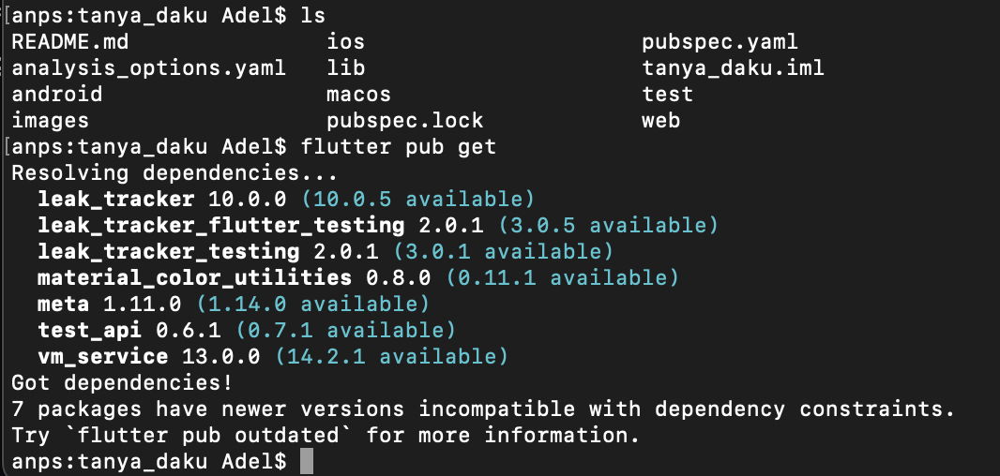 [anps:tanya_daku Adel$ ls
README.md ios pubspec.yaml
analysis_options.yaml lib tanya_daku.iml
android macos test
images pubspec.lock web
[anps:tanya_daku Adel$ flutter pub get
Resolving dependencies...
leak_tracker 10.0.0 (10.0.5 available)
leak_tracker_flutter_testing 2.0.1 (3.0.5 available)
leak_tracker_testing 2.0.1 (3.0.1 available)
material_color_utilities 0.8.0 (0.11.1 available)
meta 1.11.0 (1.14.0 available)
test_api 0.6.1 (0.7.1 available)
vm_service 13.0.0 (14.2.1 available)
Got dependencies!
7 packages have newer versions incompatible with dependency constraints.
Try `flutter pub outdated` for more information.
anps:tanya_daku Adel$